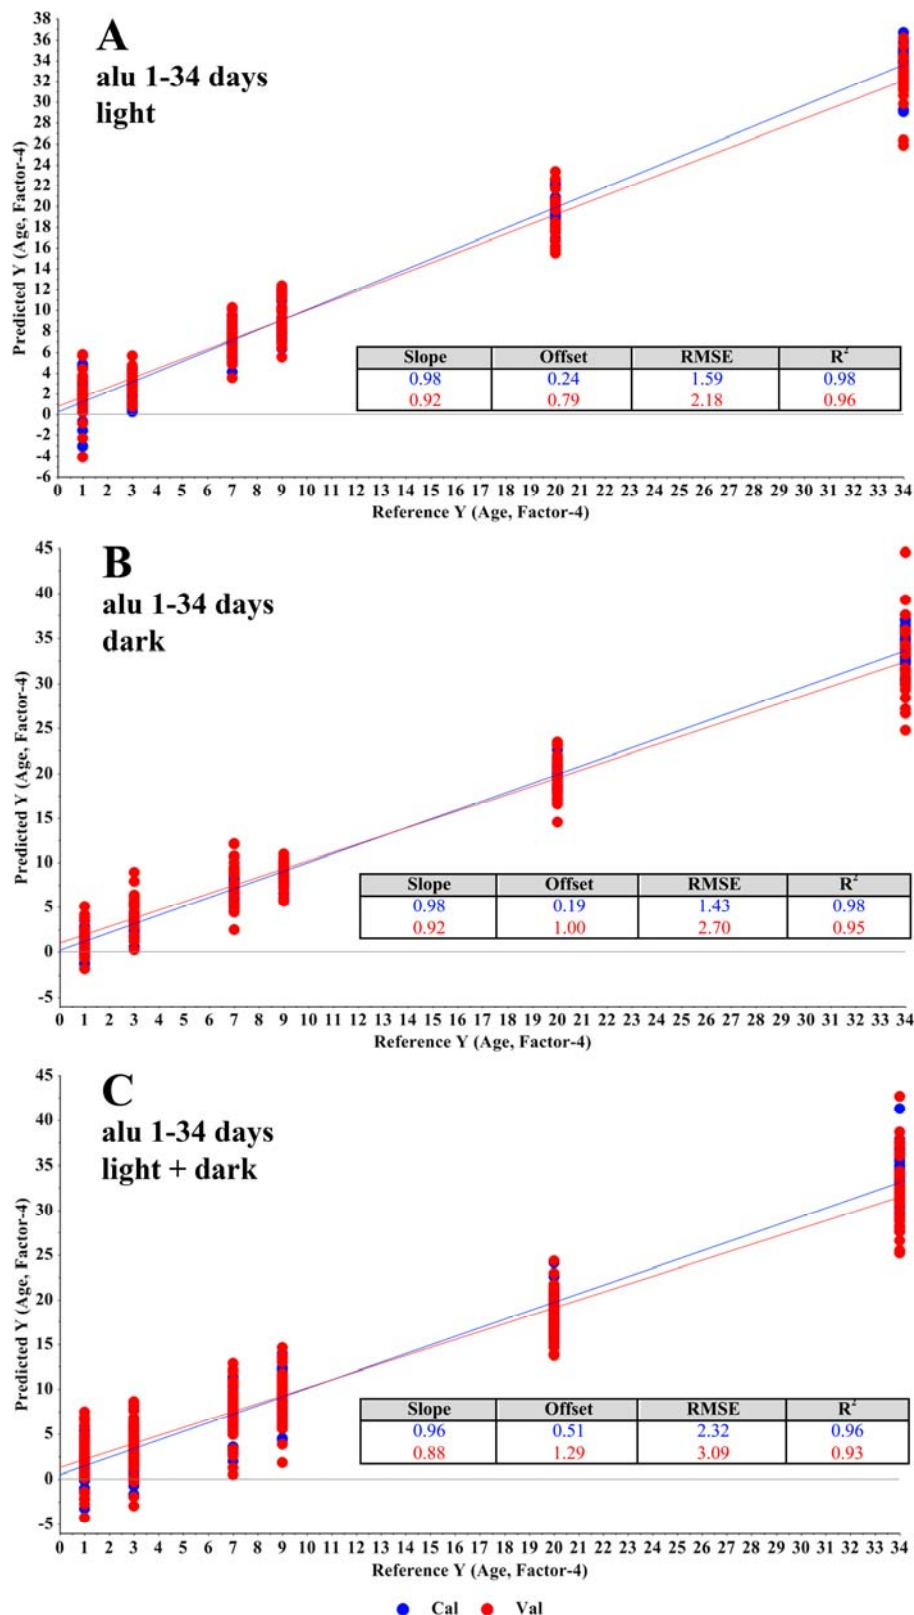 A
alu 1-34 days
light
Predicted Y (Age, Factor-4)
38
36
34
32
30
28
26
24
22
20
18
16
14
12
10
8
6
4
2
0
-2
-4
-6
Slope Offset RMSE R²
0.98 0.24 1.59 0.98
0.92 0.79 2.18 0.96
0 1 2 3 4 5 6 7 8 9 10 11 12 13 14 15 16 17 18 19 20 21 22 23 24 25 26 27 28 29 30 31 32 33 34
Reference Y (Age, Factor-4)
B
alu 1-34 days
dark
Predicted Y (Age, Factor-4)
45
40
35
30
25
20
15
10
5
0
-5
Slope Offset RMSE R²
0.98 0.19 1.43 0.98
0.92 1.00 2.70 0.95
0 1 2 3 4 5 6 7 8 9 10 11 12 13 14 15 16 17 18 19 20 21 22 23 24 25 26 27 28 29 30 31 32 33 34
Reference Y (Age, Factor-4)
C
alu 1-34 days
light + dark
Predicted Y (Age, Factor-4)
45
40
35
30
25
20
15
10
5
0
-5
Slope Offset RMSE R²
0.96 0.51 2.32 0.96
0.88 1.29 3.09 0.93
0 1 2 3 4 5 6 7 8 9 10 11 12 13 14 15 16 17 18 19 20 21 22 23 24 25 26 27 28 29 30 31 32 33 34
Reference Y (Age, Factor-4)
Cal Val